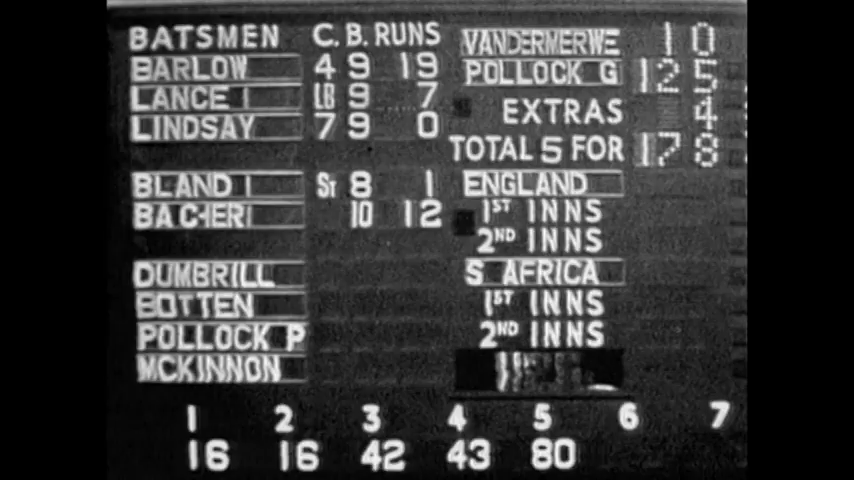 BATSMEN C. B. RUNS
BARLOW 4 9 19
LANCE I LB 9 7
LINDSAY 7 9 0
BLAND I ST 8 1
BACHER 10 12
DUMBRILL
BOTTEN
POLLOCK P
MCKINNON
VANDERMERWE 10
POLLOCK G 125
EXTRAS 4
TOTAL 5 FOR 178
ENGLAND
1ST INNS
2ND INNS
S AFRICA
1ST INNS
2ND INNS
1 2 3 4 5 6 7
16 16 42 43 80